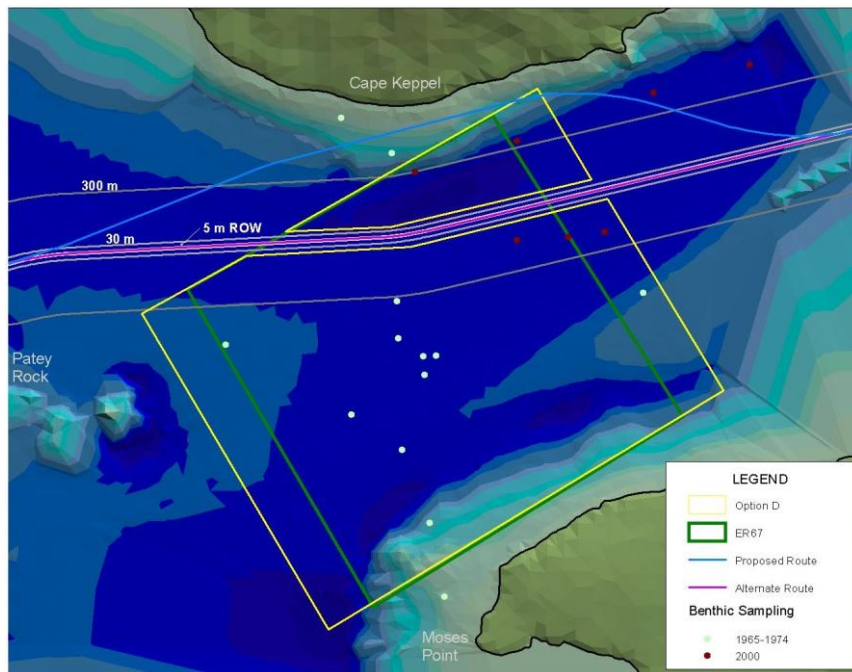 Cape Keppel
300 m
5 m ROW
30 m
Patey
Rock
LEGEND
Option D
ER67
Proposed Route
Alternate Route
Benthic Sampling
1965-1974
2000
Moses
Point